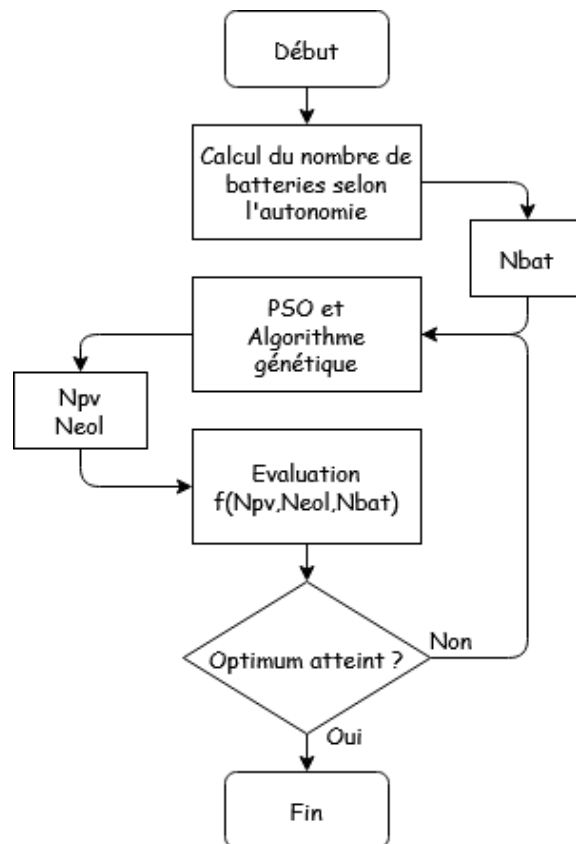 Début
Calcul du nombre de
batteries selon
l'autonomie
Nbat
PSO et
Algorithme
génétique
Npv
Neol
Evaluation
f(Npv,Neol,Nbat)
Optimum atteint ?
Non
Oui
Fin